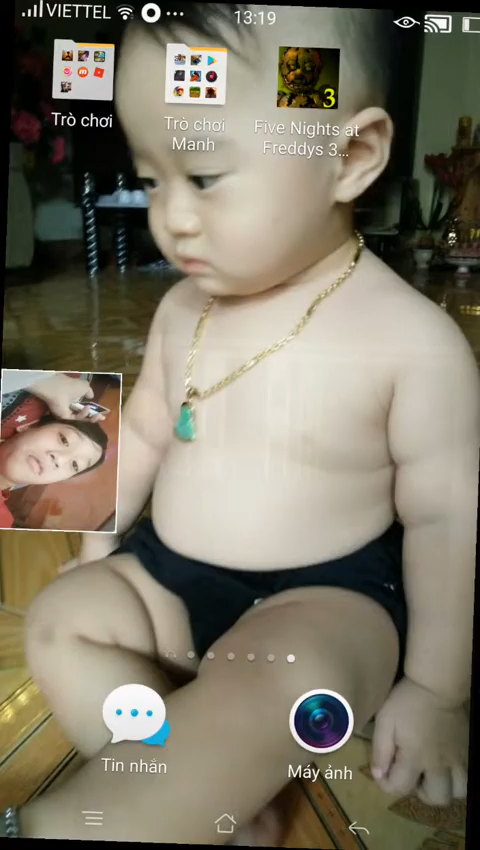 VIETTEL
13:19
Trò chơi
Trò chơi
Manh
Five Nights at
Freddys 3...
3
Tin nhắn
Máy ảnh